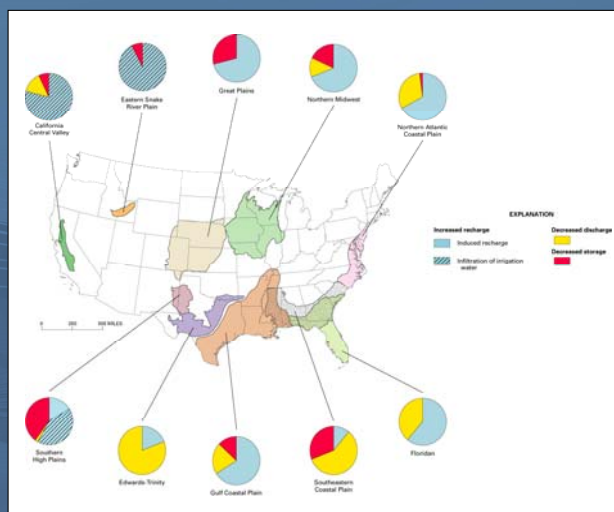 California
Central Valley
Eastern Snake
River Plain
Great Plains
Northern Midwest
Northern Atlantic
Coastal Plain
EXPLANATION
Increased recharge
Induced recharge
Infiltration of irrigation
water
Decreased discharge
Decreased storage
0 250 500 MILES
Southern
High Plains
Edwards-Trinity
Gulf Coastal Plain
Southeastern
Coastal Plain
Floridan